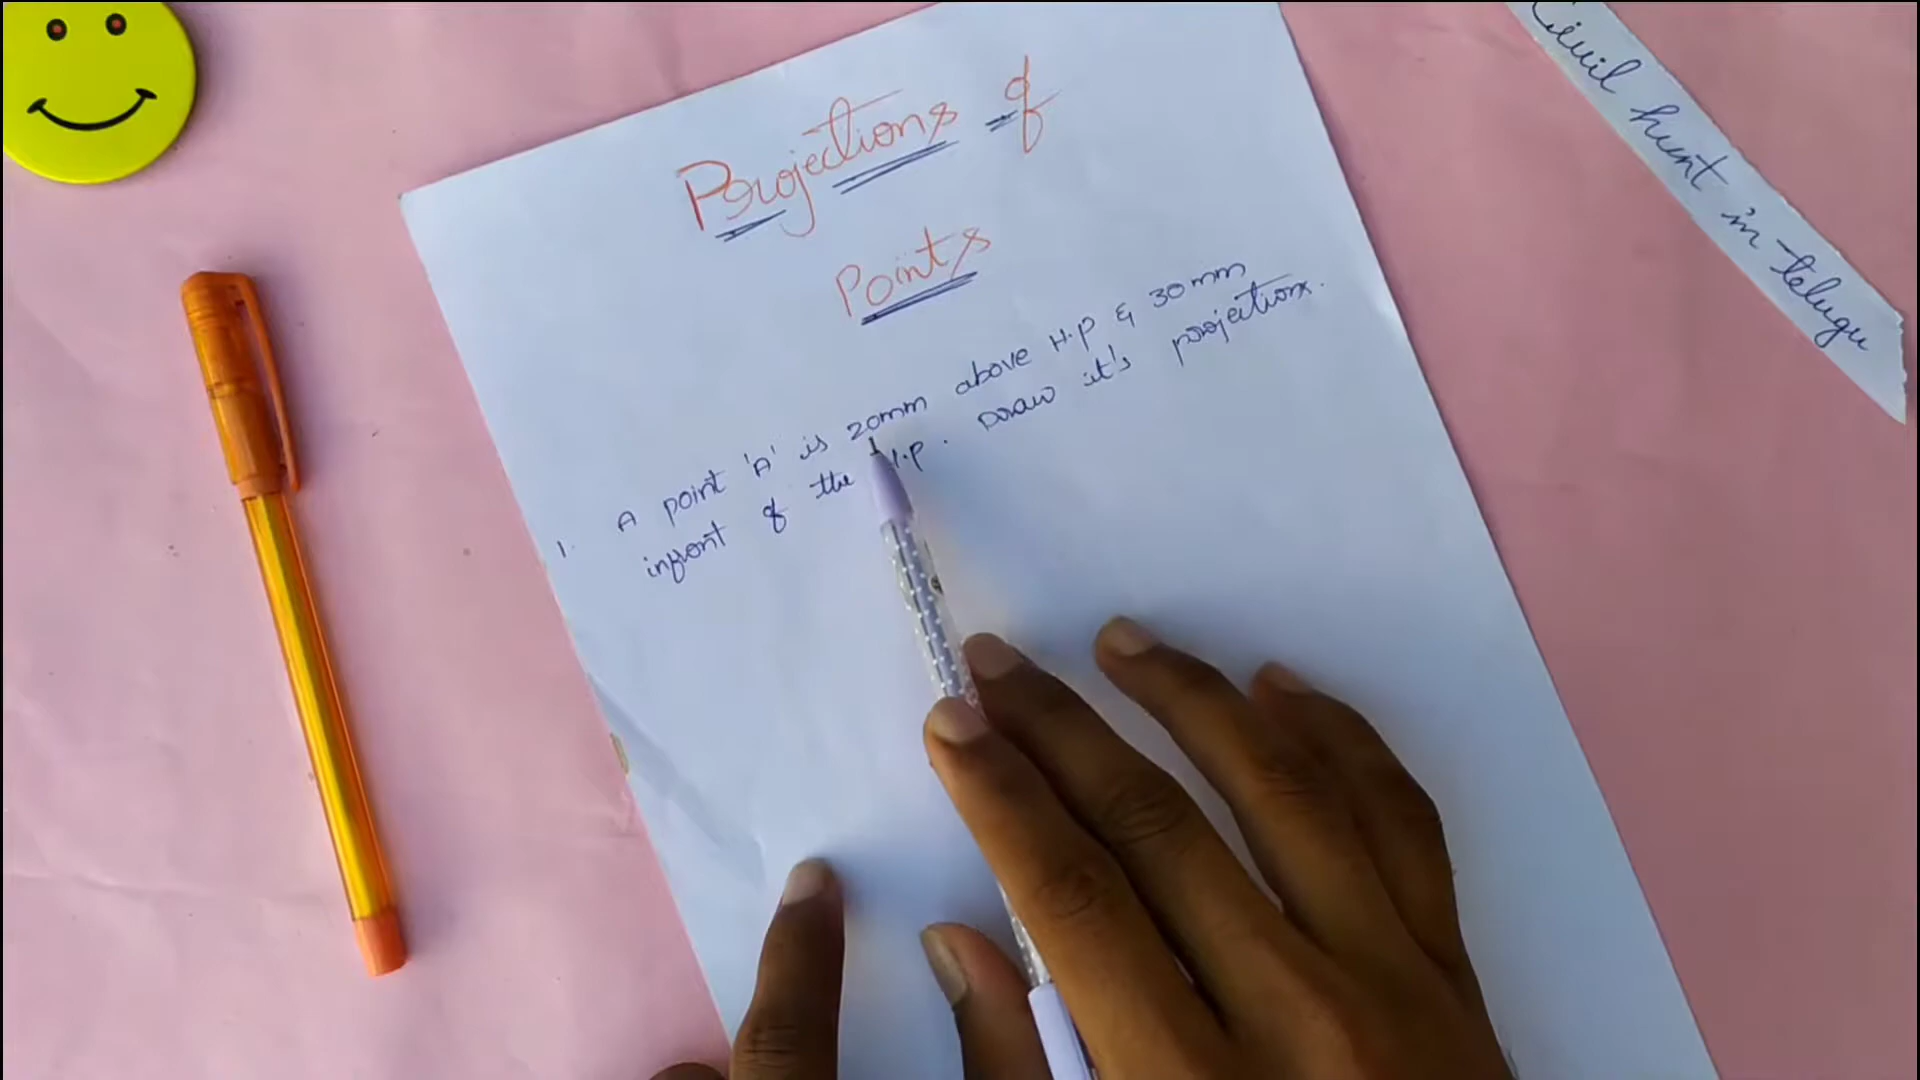 Projections of
Points
1. A point 'A' is 20mm above H.P & 30mm
infront of the .P. Draw it's projections.
Civil hunt in telugu